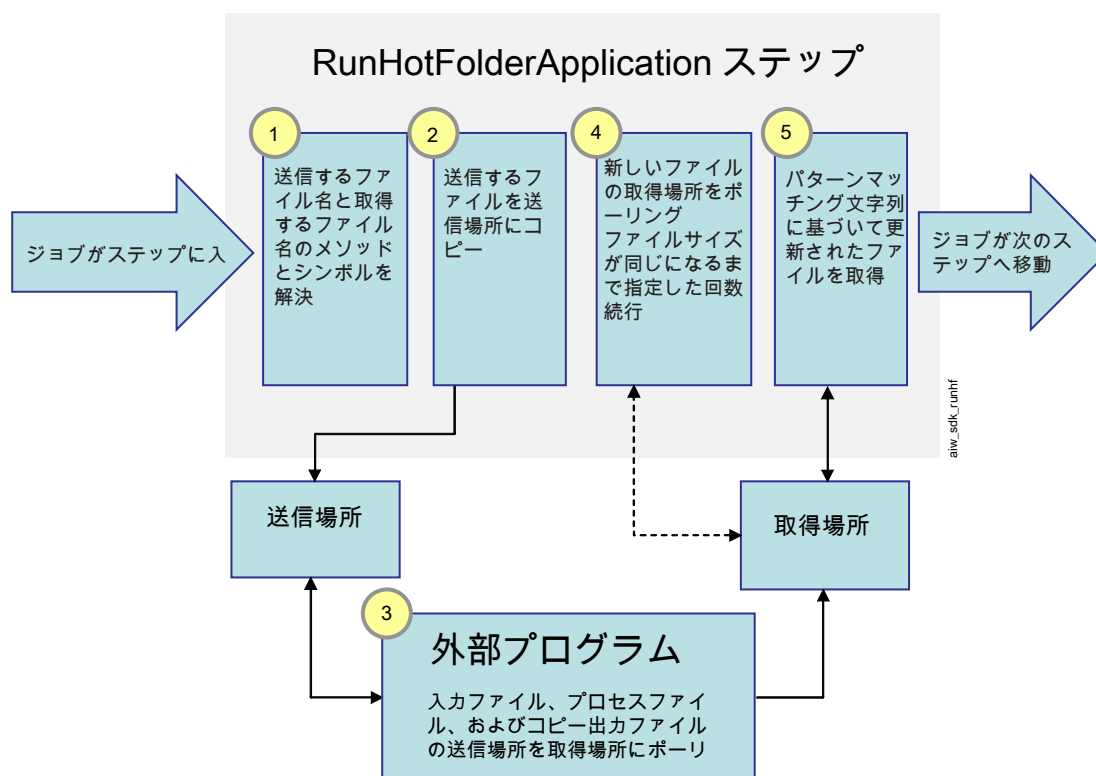 RunHotFolderApplication ステップ
ジョブがステップに入
1
送信するファ
イル名と取得
するファイル
名のメソッド
とシンボルを
解決
2
送信するフ
ァイルを送
信場所にコ
ピー
4
新しいファイル
の取得場所をポ
ーリング
ファイルサイズ
が同じになるま
で指定した回数
続行
5
パターンマッ
チング文字列
に基づいて更
新されたファ
イルを取得
ジョブが次のス
テップへ移動
aiw_sdk_runhf
送信場所
取得場所
3
外部プログラム
入力ファイル、プロセスファイ
ル、およびコピー出力ファイル
の送信場所を取得場所にポーリ